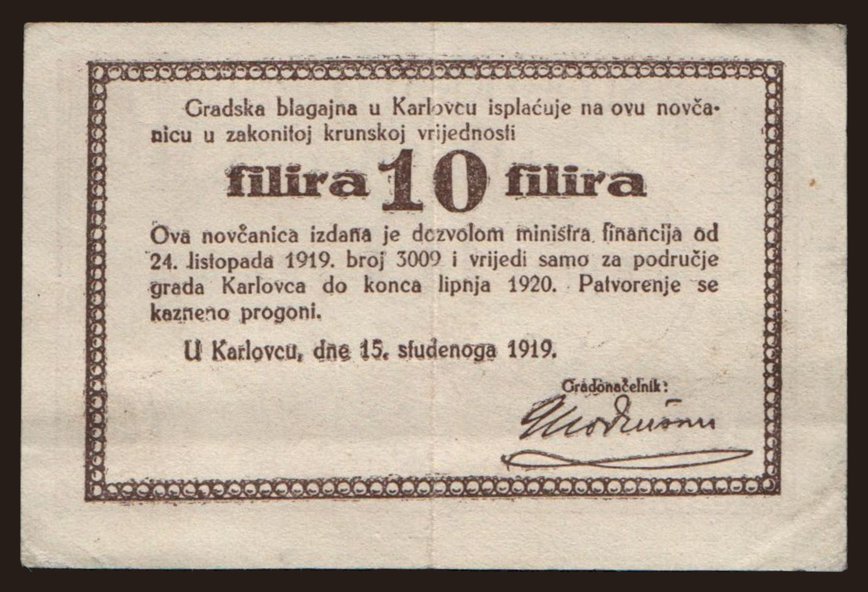 Gradska blagajna u Karlovcu isplaćuje na ovu novča-
nicu u zakonitoj krunskoj vrijednosti
filira 10 filira
Ova novčanica izdana je dozvolom ministra financija od
24. listopada 1919. broj 3009 i vrijedi samo za područje
grada Karlovca do konca lipnja 1920. Patvorenje se
kazneno progoni.
U Karlovcu, dne 15. studenoga 1919.
Gradonačelnik: